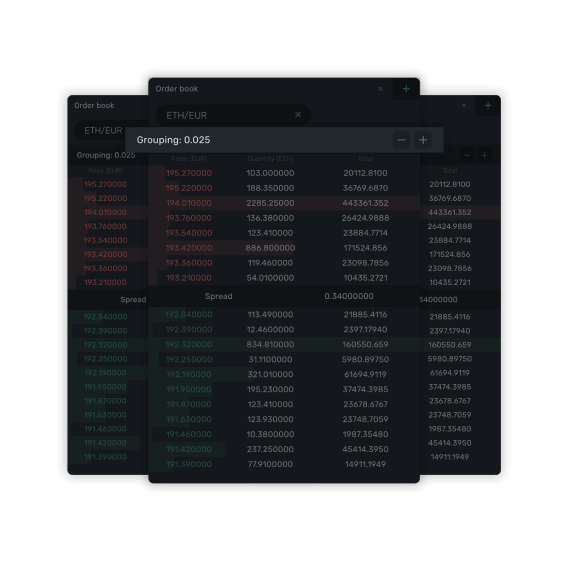 Order book × +
ETH/EUR ×
Grouping: 0.025 − +
Price (EUR) Quantity (ETH) Total
195.270000 103.000000 20112.8100
195.220000 188.350000 36769.6870
194.010000 2285.25000 443361.352
193.760000 136.380000 26424.9888
193.540000 123.410000 23884.7714
193.420000 886.800000 171524.856
193.360000 119.460000 23098.7856
193.210000 54.0100000 10435.2721
Spread 0.34000000
192.840000 113.490000 21885.4116
192.390000 12.4600000 2397.17940
192.320000 834.810000 160550.659
192.250000 31.1100000 5980.89750
192.190000 321.010000 61694.9119
191.950000 195.230000 37474.3985
191.870000 123.410000 23678.6767
191.630000 123.930000 23748.7059
191.460000 10.3800000 1987.35480
191.420000 237.250000 45414.3950
191.390000 77.9100000 14911.1949
Order book
ETH/EUR
Grouping: 0.025
Price (EUR)
195.270000
195.220000
194.010000
193.760000
193.540000
193.420000
193.360000
193.210000
Spread
192.840000
192.390000
192.320000
192.250000
192.190000
191.950000
191.870000
191.630000
191.460000
191.420000
191.390000
× +
− +
Total
20112.8100
36769.6870
443361.352
26424.9888
23884.7714
171524.856
23098.7856
10435.2721
34000000
21885.4116
2397.17940
160550.659
5980.89750
61694.9119
37474.3985
23678.6767
23748.7059
1987.35480
45414.3950
14911.1949